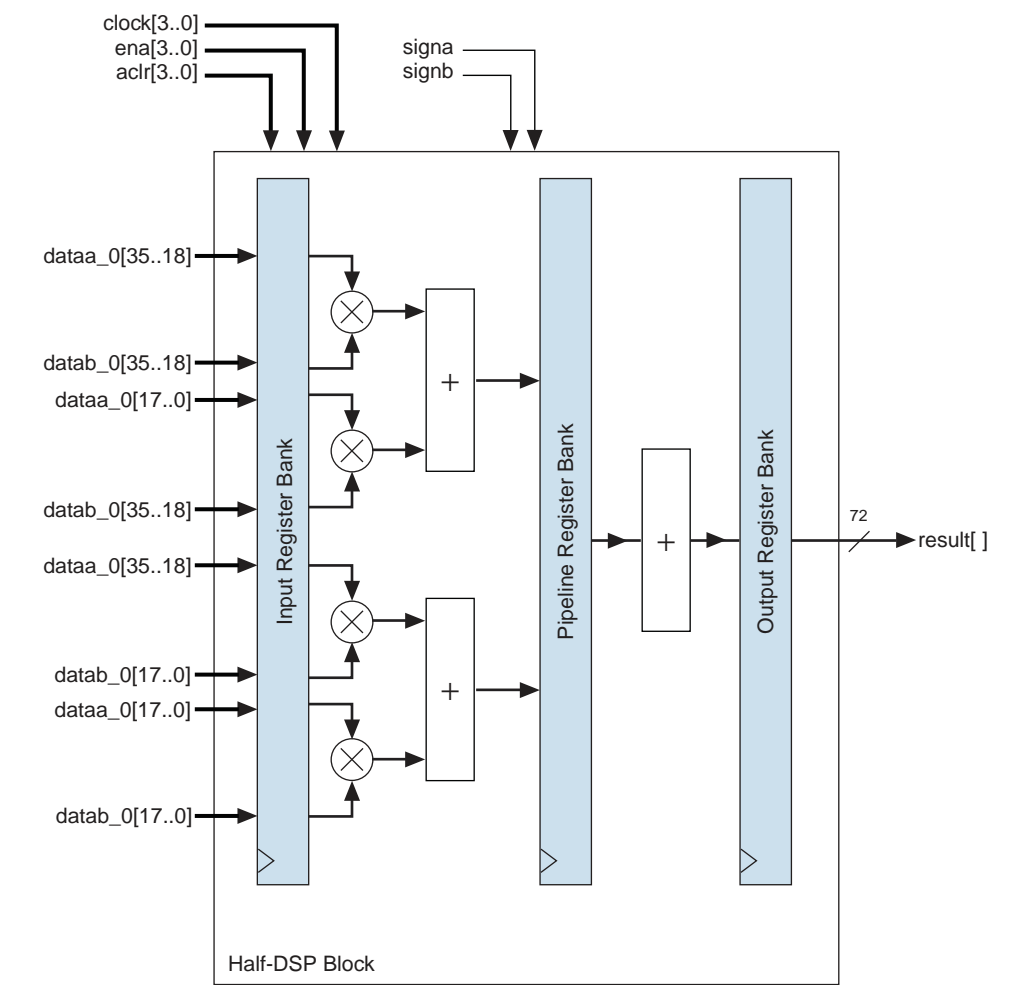 clock[3..0]
ena[3..0]
aclr[3..0]
signa
signb
dataa_0[35..18]
datab_0[35..18]
dataa_0[17..0]
datab_0[35..18]
dataa_0[35..18]
datab_0[17..0]
dataa_0[17..0]
datab_0[17..0]
Input Register Bank
+
+
Pipeline Register Bank
+
Output Register Bank
72
result[ ]
Half-DSP Block